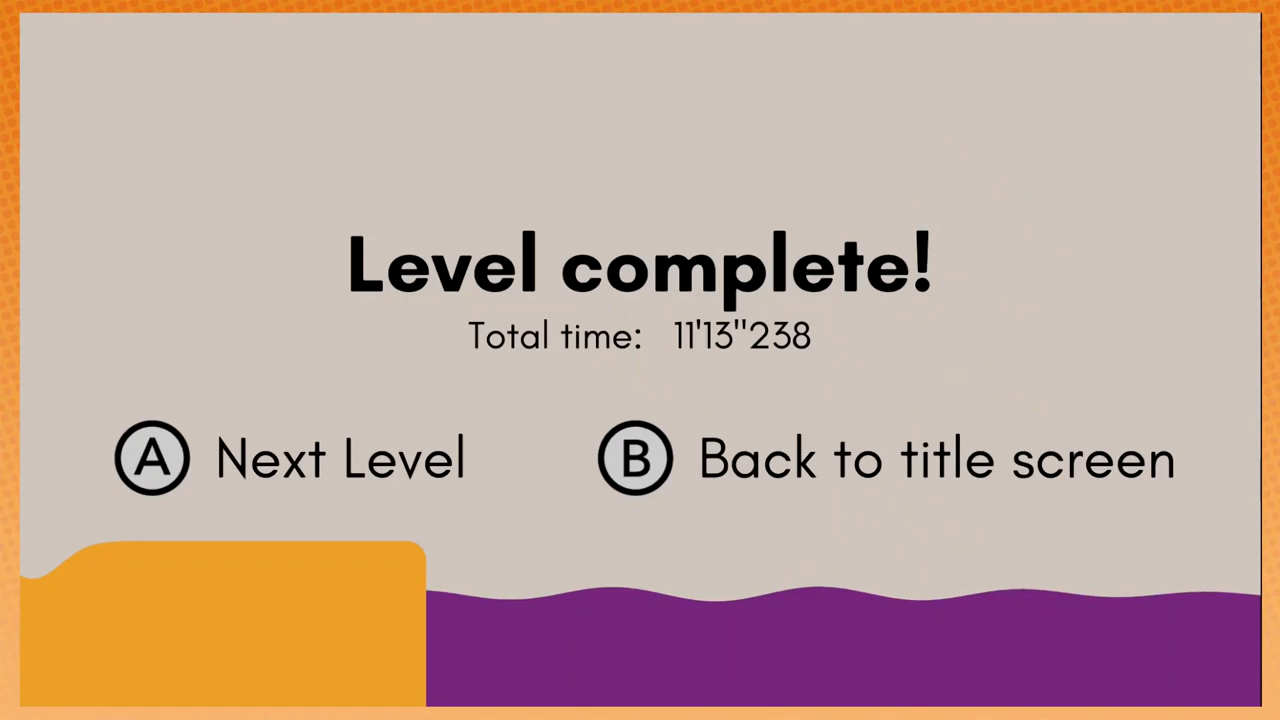 Level complete!
Total time: 11'13"238
A Next Level B Back to title screen